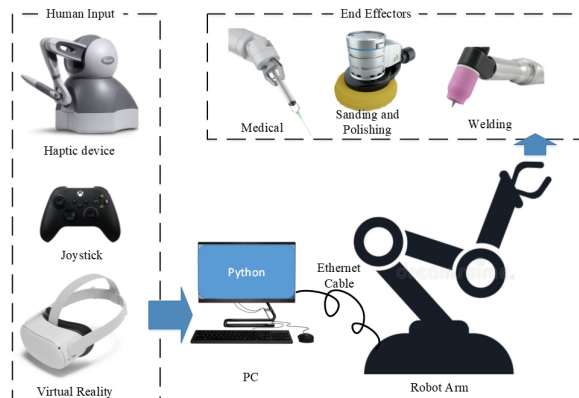 Human Input
Haptic device
Joystick
Virtual Reality
End Effectors
Medical
Sanding and
Polishing
Welding
Python
PC
Ethernet
Cable
Robot Arm